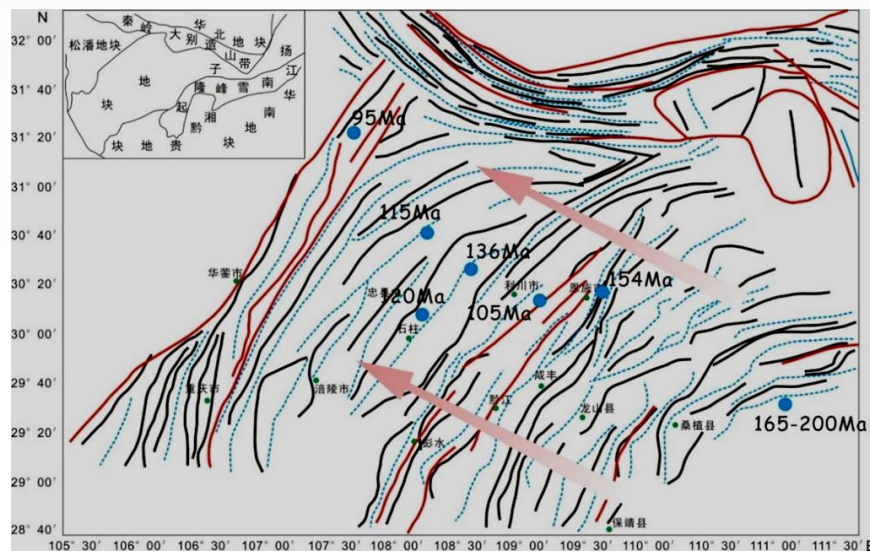 N
32° 00′
31° 40′
31° 20′
31° 00′
30° 40′
30° 20′
30° 00′
29° 40′
29° 20′
29° 00′
28° 40′
秦岭大别造山带
华北地块
松潘地块
扬子地块
江南雪峰隆起
湘黔贵地块
华南地块
95Ma
115Ma
136Ma
154Ma
120Ma
105Ma
165-200Ma
华蓥市
忠县
利川市
恩施市
石柱
重庆市
涪陵市
咸丰
黔江
龙山县
桑植县
彭水
保靖县
105° 30′
106° 00′
106° 30′
107° 00′
107° 30′
108° 00′
108° 30′
109° 00′
109° 30′
110° 00′
110° 30′
111° 00′
111° 30′
E